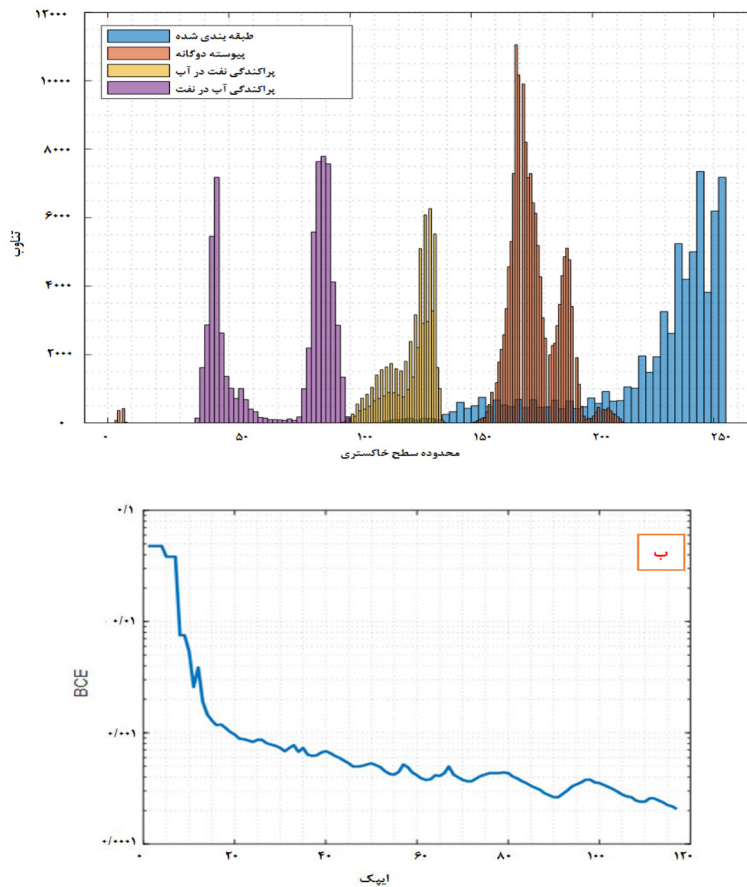 ۱۲۰۰۰
۱۰۰۰۰
۸۰۰۰
۶۰۰۰
۴۰۰۰
۲۰۰۰
۰
تناوب
طبقه بندی شده
پیوسته دوگانه
پراکندگی نفت در آب
پراکندگی آب در نفت
۰ ۵۰ ۱۰۰ ۱۵۰ ۲۰۰ ۲۵۰
محدوده سطح خاکستری
ب
۰/۱
۰/۰۱
۰/۰۰۱
۰/۰۰۰۱
BCE
۰ ۲۰ ۴۰ ۶۰ ۸۰ ۱۰۰ ۱۲۰
ایپک